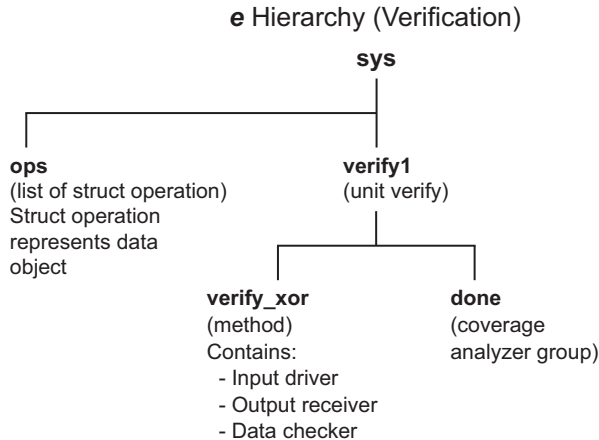 e Hierarchy (Verification)
sys
ops
(list of struct operation)
Struct operation
represents data
object
verify1
(unit verify)
verify_xor
(method)
Contains:
- Input driver
- Output receiver
- Data checker
done
(coverage
analyzer group)